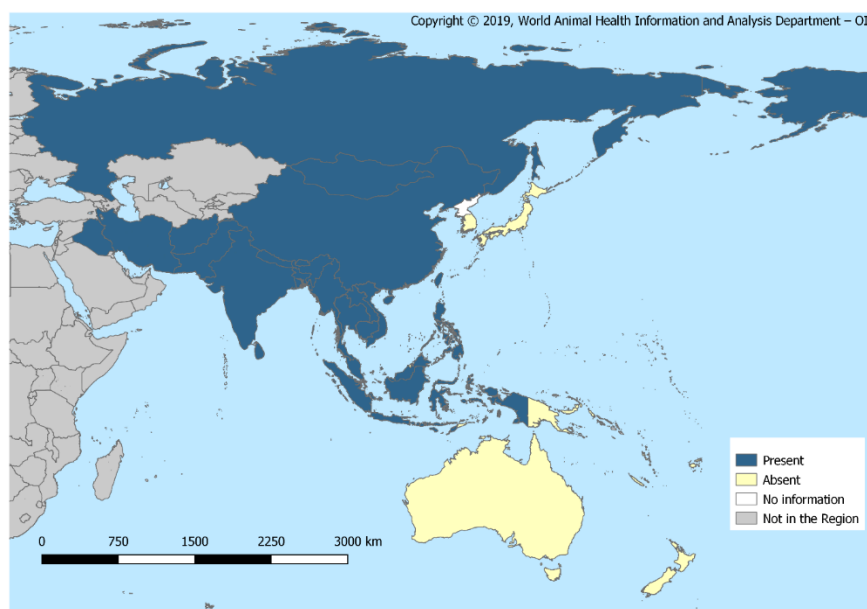 Copyright © 2019, World Animal Health Information and Analysis Department – OI
Present
Absent
No information
Not in the Region
0 750 1500 2250 3000 km